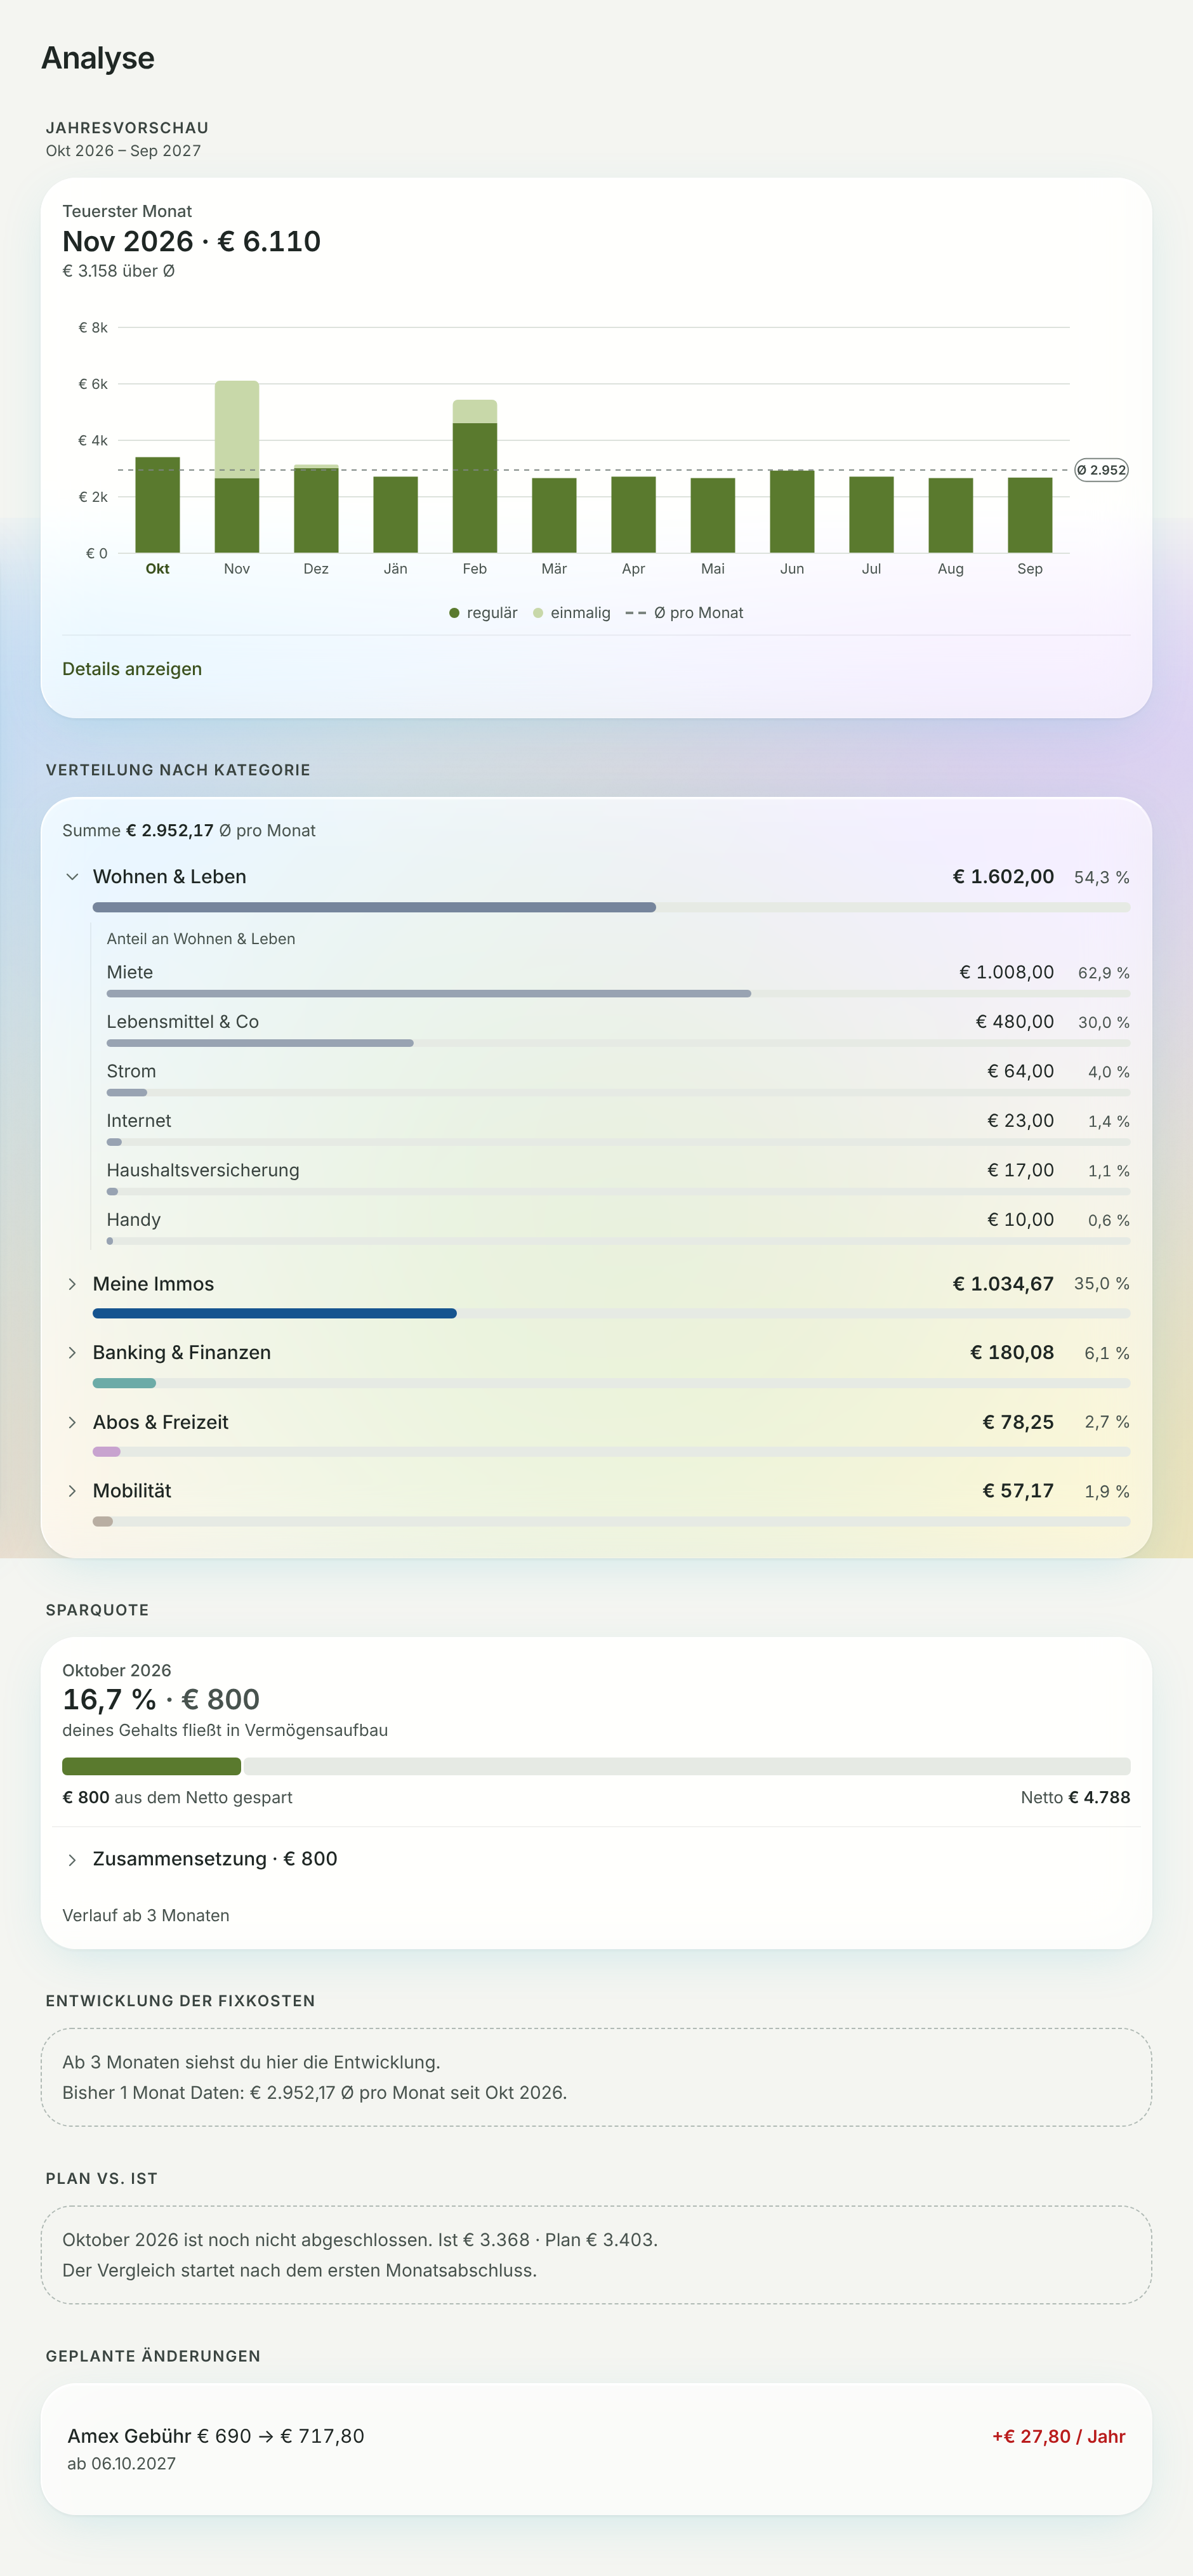 Analyse
JAHRESVORSCHAU
Okt 2026 – Sep 2027
Teuerster Monat
Nov 2026 · € 6.110
€ 3.158 über Ø
€ 8k
€ 6k
€ 4k
Ø 2.952
€ 2k
€ 0
Okt Nov Dez Jän Feb Mär Apr Mai Jun Jul Aug Sep
regulär einmalig Ø pro Monat
Details anzeigen
VERTEILUNG NACH KATEGORIE
Summe € 2.952,17 Ø pro Monat
Wohnen & Leben € 1.602,00 54,3 %
Anteil an Wohnen & Leben
Miete € 1.008,00 62,9 %
Lebensmittel & Co € 480,00 30,0 %
Strom € 64,00 4,0 %
Internet € 23,00 1,4 %
Haushaltsversicherung € 17,00 1,1 %
Handy € 10,00 0,6 %
Meine Immos € 1.034,67 35,0 %
Banking & Finanzen € 180,08 6,1 %
Abos & Freizeit € 78,25 2,7 %
Mobilität € 57,17 1,9 %
SPARQUOTE
Oktober 2026
16,7 % · € 800
deines Gehalts fließt in Vermögensaufbau
€ 800 aus dem Netto gespart Netto € 4.788
Zusammensetzung · € 800
Verlauf ab 3 Monaten
ENTWICKLUNG DER FIXKOSTEN
Ab 3 Monaten siehst du hier die Entwicklung.
Bisher 1 Monat Daten: € 2.952,17 Ø pro Monat seit Okt 2026.
PLAN VS. IST
Oktober 2026 ist noch nicht abgeschlossen. Ist € 3.368 · Plan € 3.403.
Der Vergleich startet nach dem ersten Monatsabschluss.
GEPLANTE ÄNDERUNGEN
Amex Gebühr € 690 → € 717,80 +€ 27,80 / Jahr
ab 06.10.2027